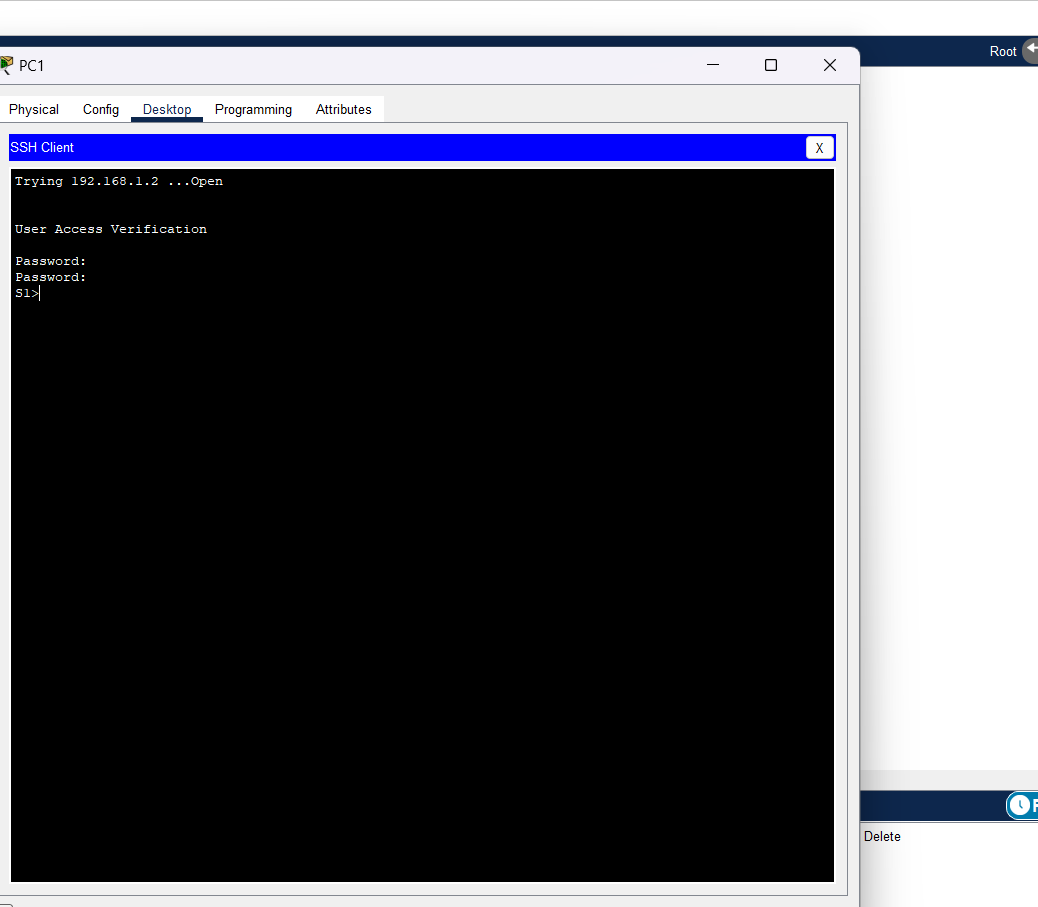 Root
PC1
Physical Config Desktop Programming Attributes
SSH Client X
Trying 192.168.1.2 ...Open
User Access Verification
Password:
Password:
S1>
Delete